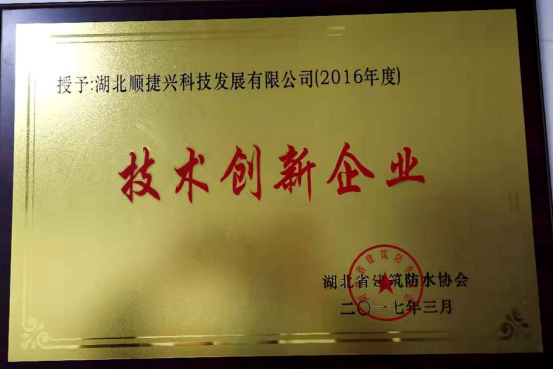 授予:湖北顺捷兴科技发展有限公司(2016年度)
技术创新企业
湖北省建筑防水协会
二〇一七年三月